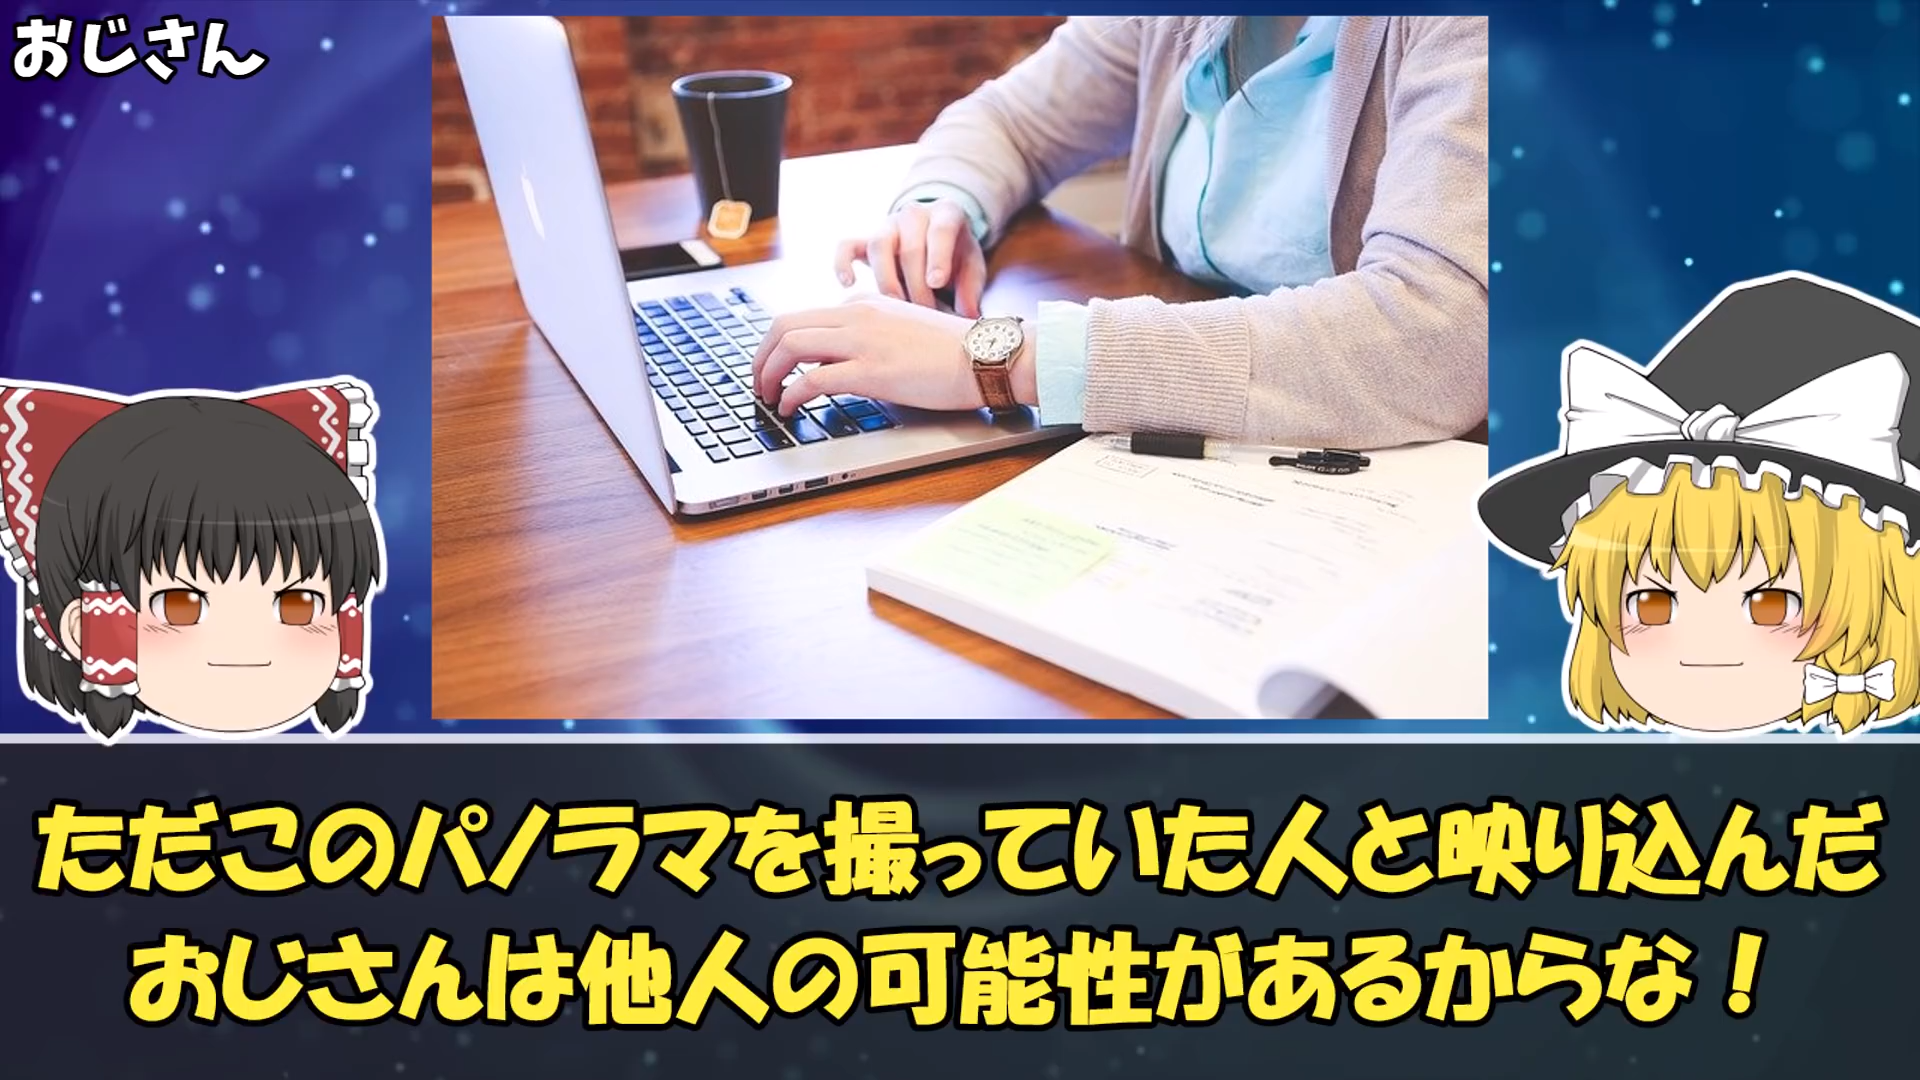 おじさん
ただこのパノラマを撮っていた人と映り込んだ
おじさんは他人の可能性があるからな！